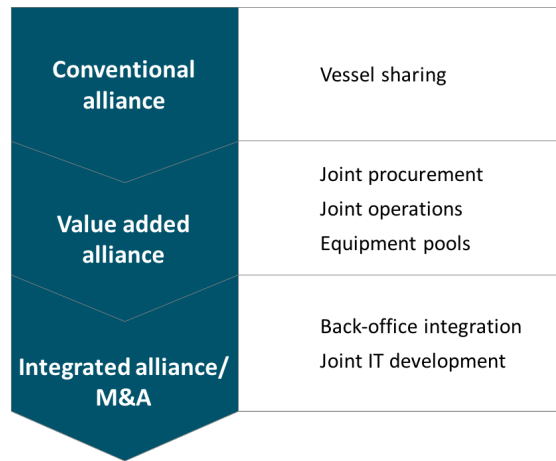 Conventional
alliance
Vessel sharing
Value added
alliance
Joint procurement
Joint operations
Equipment pools
Integrated alliance/
M&A
Back-office integration
Joint IT development